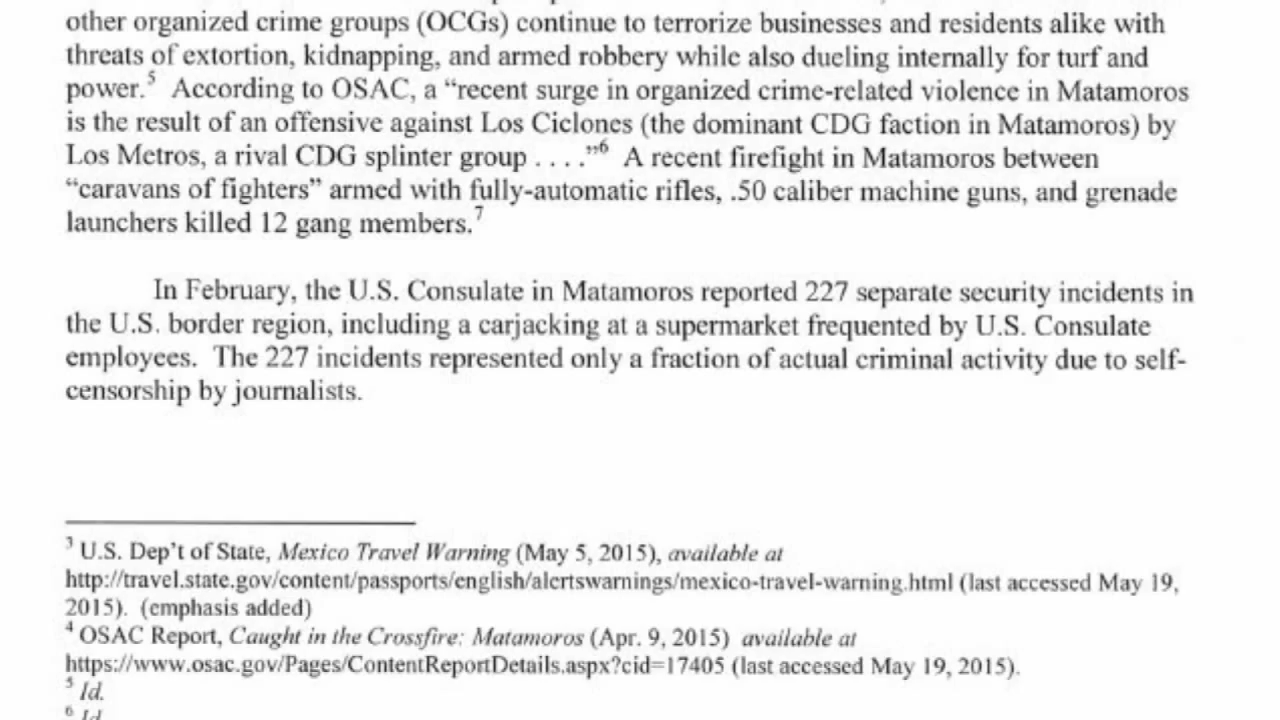 other organized crime groups (OCGs) continue to terrorize businesses and residents alike with
threats of extortion, kidnapping, and armed robbery while also dueling internally for turf and
power.5 According to OSAC, a “recent surge in organized crime-related violence in Matamoros
is the result of an offensive against Los Ciclones (the dominant CDG faction in Matamoros) by
Los Metros, a rival CDG splinter group . . . .”6 A recent firefight in Matamoros between
“caravans of fighters” armed with fully-automatic rifles, .50 caliber machine guns, and grenade
launchers killed 12 gang members.7
In February, the U.S. Consulate in Matamoros reported 227 separate security incidents in
the U.S. border region, including a carjacking at a supermarket frequented by U.S. Consulate
employees. The 227 incidents represented only a fraction of actual criminal activity due to self-
censorship by journalists.
3 U.S. Dep’t of State, Mexico Travel Warning (May 5, 2015), available at
http://travel.state.gov/content/passports/english/alertswarnings/mexico-travel-warning.html (last accessed May 19,
2015). (emphasis added)
4 OSAC Report, Caught in the Crossfire: Matamoros (Apr. 9, 2015) available at
https://www.osac.gov/Pages/ContentReportDetails.aspx?cid=17405 (last accessed May 19, 2015).
5 Id.
6 Id